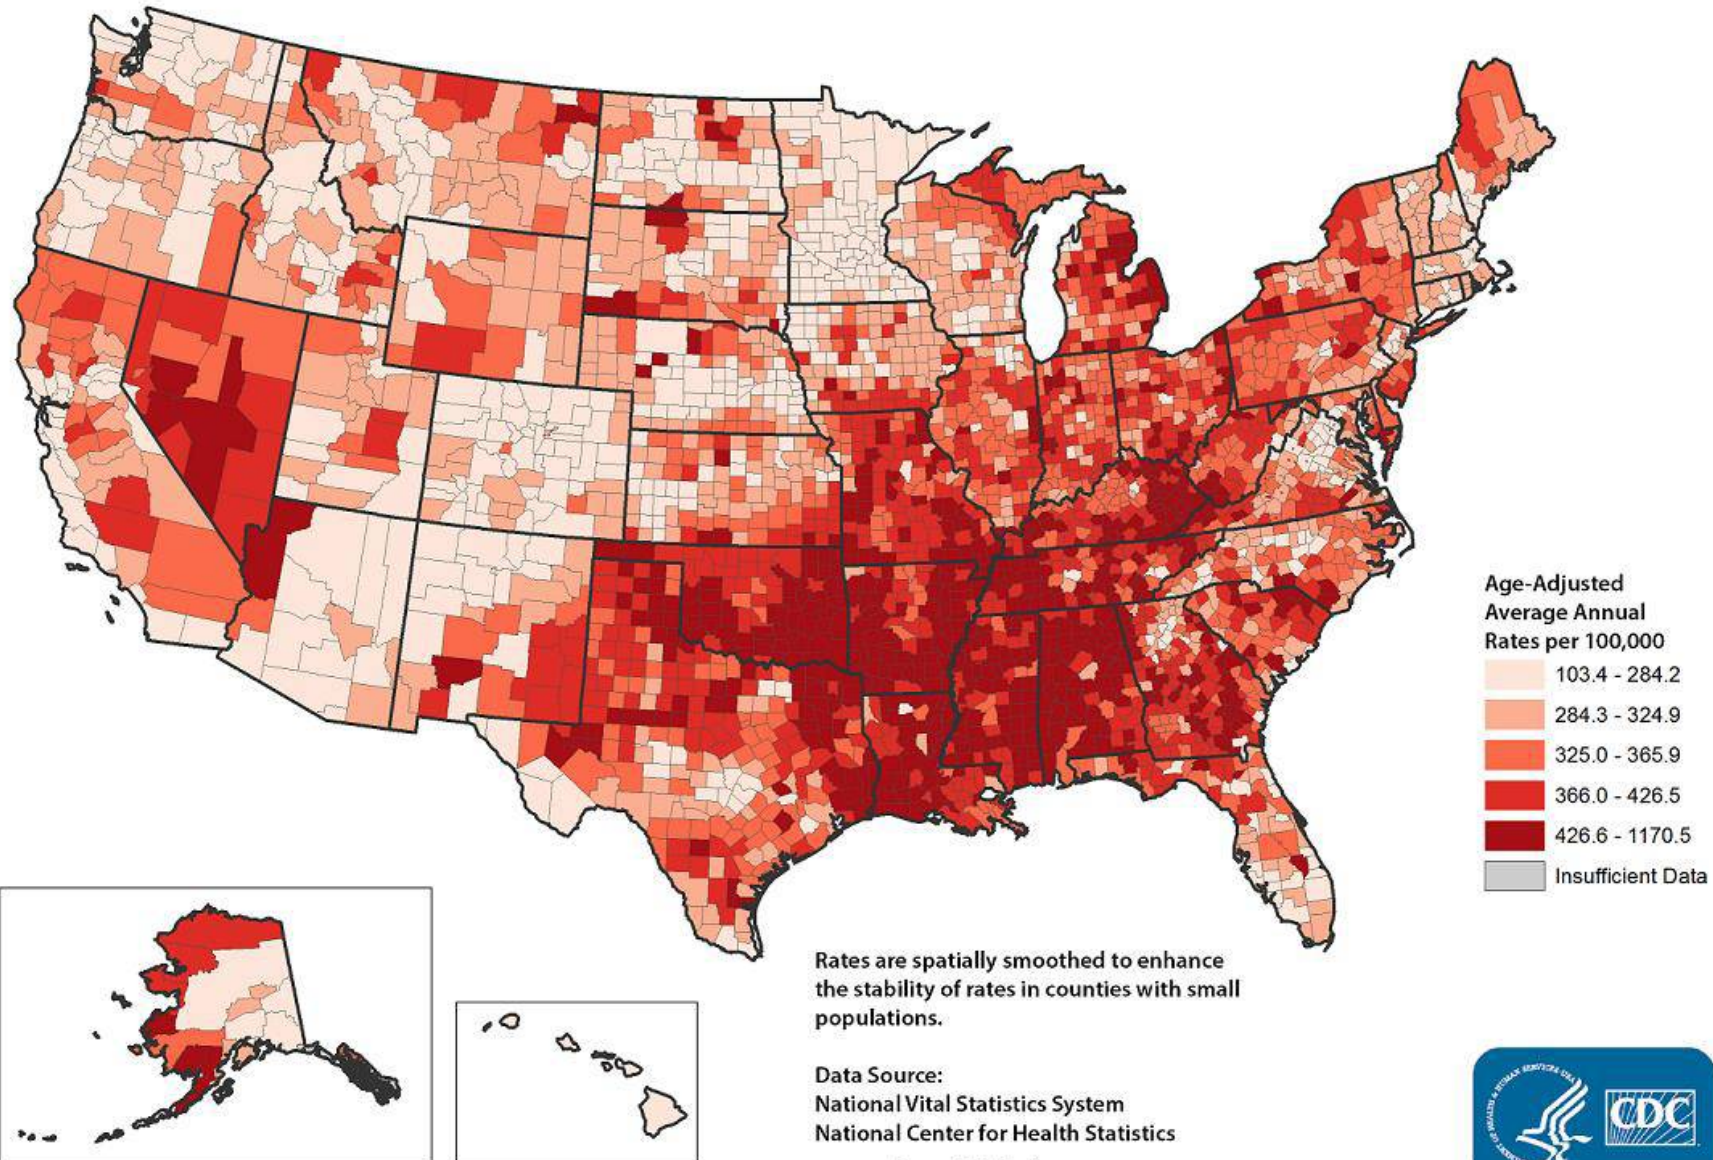 Age-Adjusted
Average Annual
Rates per 100,000
103.4 - 284.2
284.3 - 324.9
325.0 - 365.9
366.0 - 426.5
426.6 - 1170.5
Insufficient Data
Rates are spatially smoothed to enhance
the stability of rates in counties with small
populations.
Data Source:
National Vital Statistics System
National Center for Health Statistics
CDC